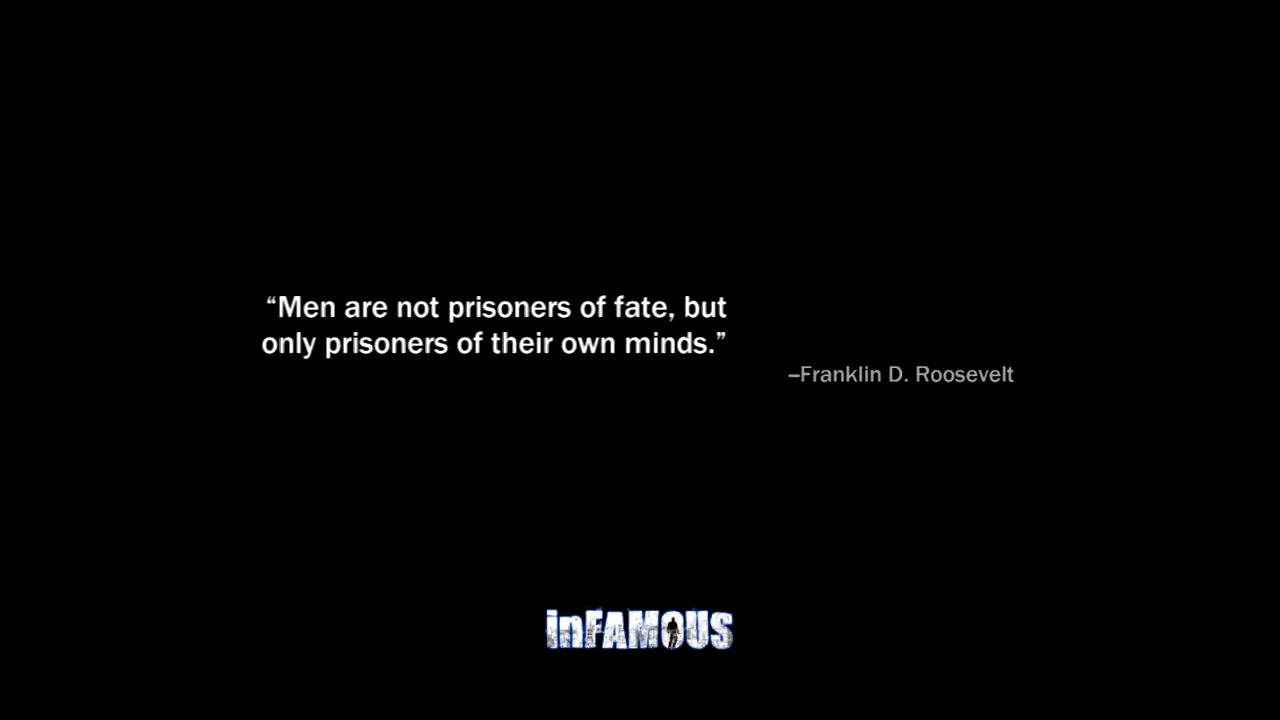 “Men are not prisoners of fate, but
only prisoners of their own minds.”
–Franklin D. Roosevelt
inFAMOUS